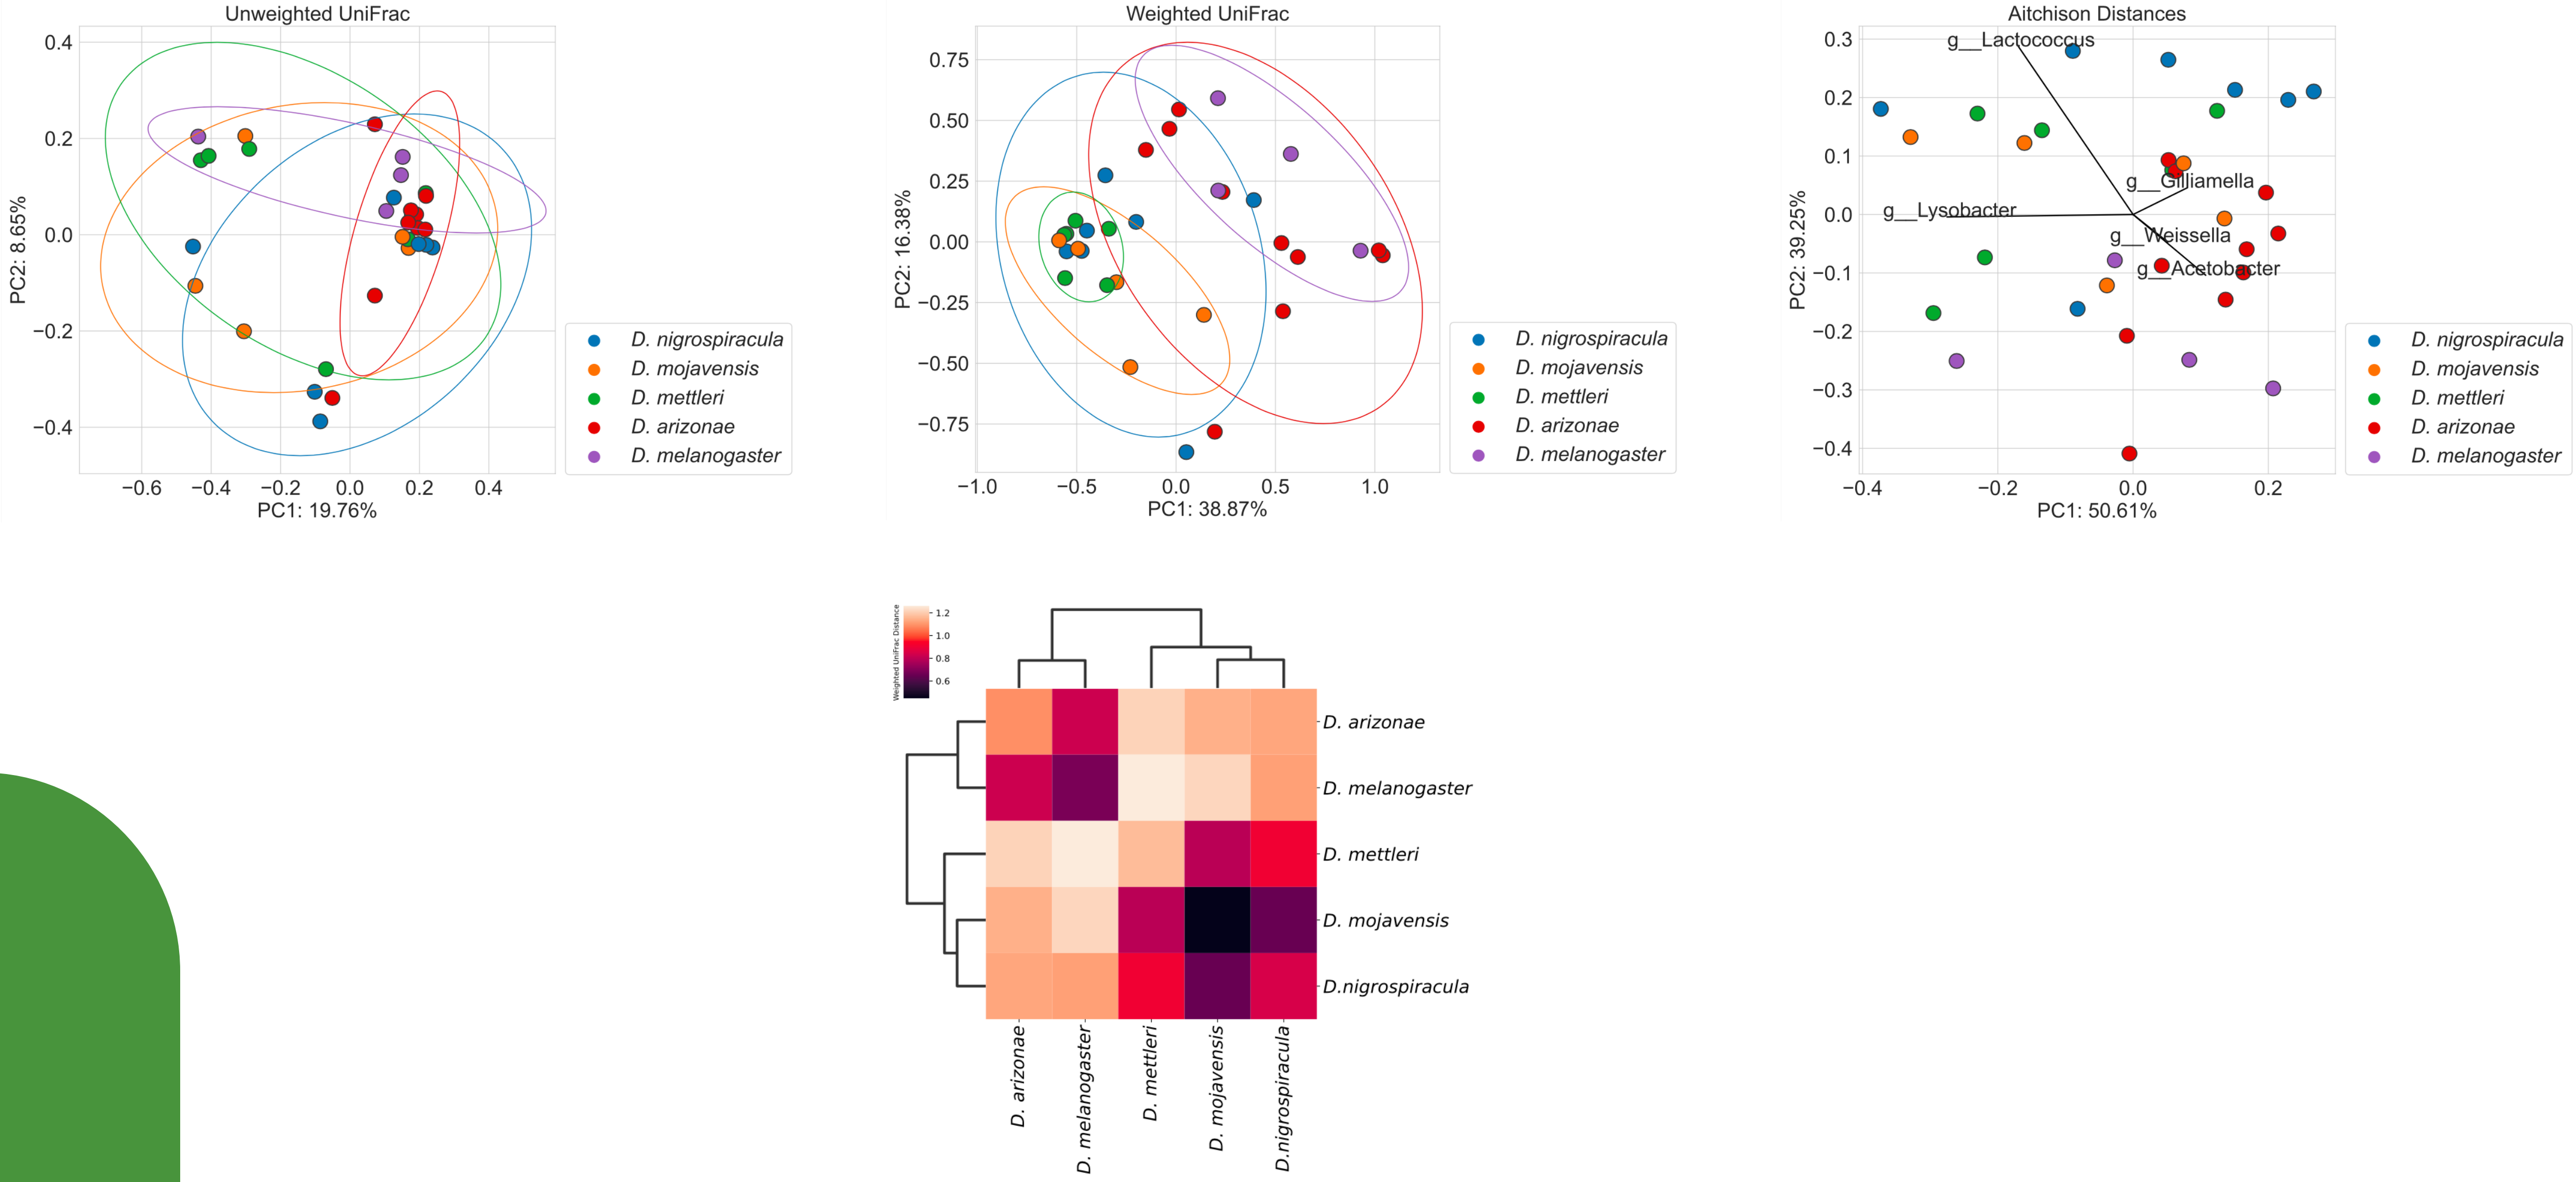 Unweighted UniFrac
0.4
0.2
0.0
−0.2
−0.4
PC2: 8.65%
−0.6 −0.4 −0.2 0.0 0.2 0.4
PC1: 19.76%
D. nigrospiracula
D. mojavensis
D. mettleri
D. arizonae
D. melanogaster
Weighted UniFrac
0.75
0.50
0.25
0.00
−0.25
−0.50
−0.75
PC2: 16.38%
−1.0 −0.5 0.0 0.5 1.0
PC1: 38.87%
D. nigrospiracula
D. mojavensis
D. mettleri
D. arizonae
D. melanogaster
Aitchison Distances
0.3
0.2
0.1
0.0
−0.1
−0.2
−0.3
−0.4
PC2: 39.25%
g__Lactococcus
g__Gilliamella
g__Lysobacter
g__Weissella
g__Acetobacter
−0.4 −0.2 0.0 0.2
PC1: 50.61%
D. nigrospiracula
D. mojavensis
D. mettleri
D. arizonae
D. melanogaster
Weighted UniFrac Distance
1.2
1.0
0.8
0.6
D. arizonae
D. melanogaster
D. mettleri
D. mojavensis
D.nigrospiracula
D. arizonae
D. melanogaster
D. mettleri
D. mojavensis
D.nigrospiracula